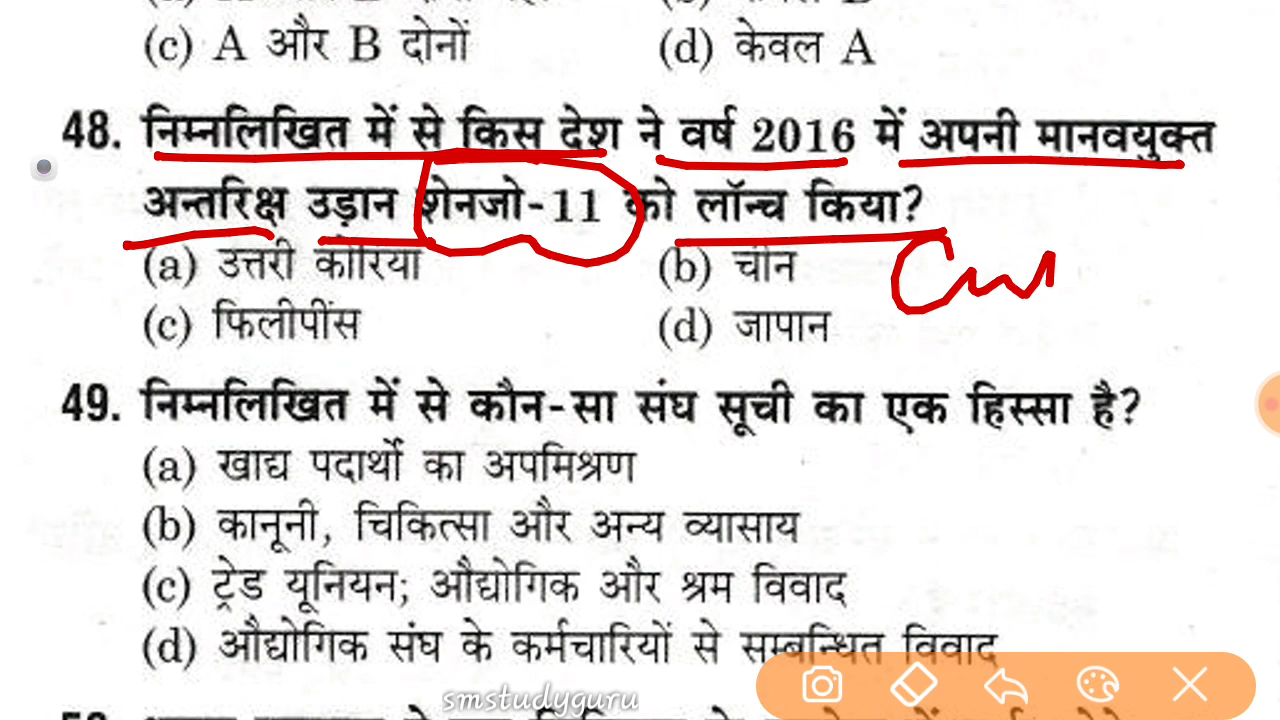 (c) A और B दोनों (d) केवल A
48. निम्नलिखित में से किस देश ने वर्ष 2016 में अपनी मानवयुक्त
अन्तरिक्ष उड़ान शेनजो-11 को लॉन्च किया?
(a) उत्तरी कोरिया (b) चीन
(c) फिलीपींस (d) जापान
49. निम्नलिखित में से कौन-सा संघ सूची का एक हिस्सा है?
(a) खाद्य पदार्थों का अपमिश्रण
(b) कानूनी, चिकित्सा और अन्य व्यासाय
(c) ट्रेड यूनियन; औद्योगिक और श्रम विवाद
(d) औद्योगिक संघ के कर्मचारियों से सम्बन्धित विवाद
smstudyguru